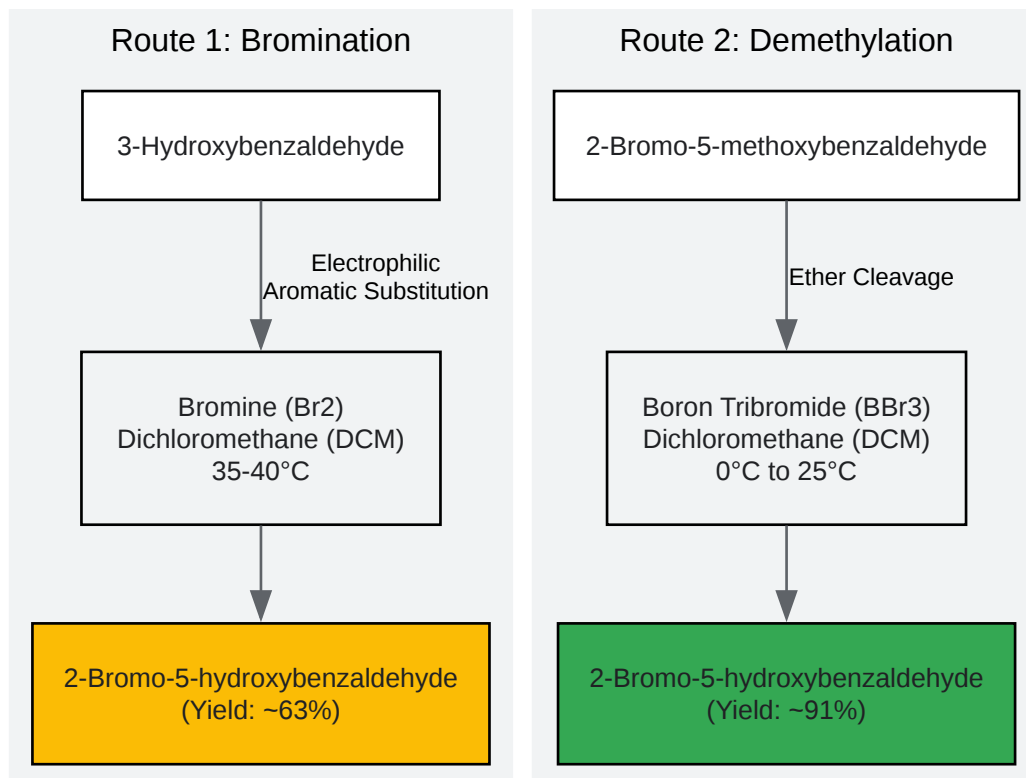 Route 1: Bromination
3-Hydroxybenzaldehyde
Electrophilic
Aromatic Substitution
Bromine (Br2)
Dichloromethane (DCM)
35-40°C
2-Bromo-5-hydroxybenzaldehyde
(Yield: ~63%)
Route 2: Demethylation
2-Bromo-5-methoxybenzaldehyde
Ether Cleavage
Boron Tribromide (BBr3)
Dichloromethane (DCM)
0°C to 25°C
2-Bromo-5-hydroxybenzaldehyde
(Yield: ~91%)